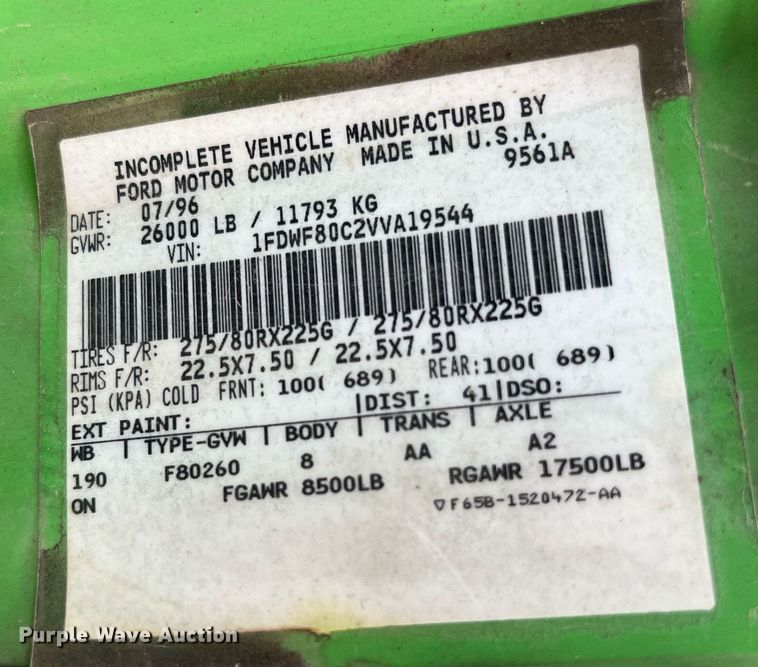 INCOMPLETE VEHICLE MANUFACTURED BY
FORD MOTOR COMPANY MADE IN U.S.A.
9561A
DATE: 07/96
GVWR: 26000 LB / 11793 KG
VIN: 1FDWF80C2VVA19544
TIRES F/R: 275/80RX225G / 275/80RX225G
RIMS F/R: 22.5X7.50 / 22.5X7.50
PSI (KPA) COLD FRNT: 100( 689) REAR:100( 689)
EXT PAINT: |DIST: 41|DSO:
WB | TYPE-GVW | BODY | TRANS | AXLE
190 F80260 8 AA A2
ON FGAWR 8500LB RGAWR 17500LB
▽F65B-1520472-AA
Purple Wave Auction